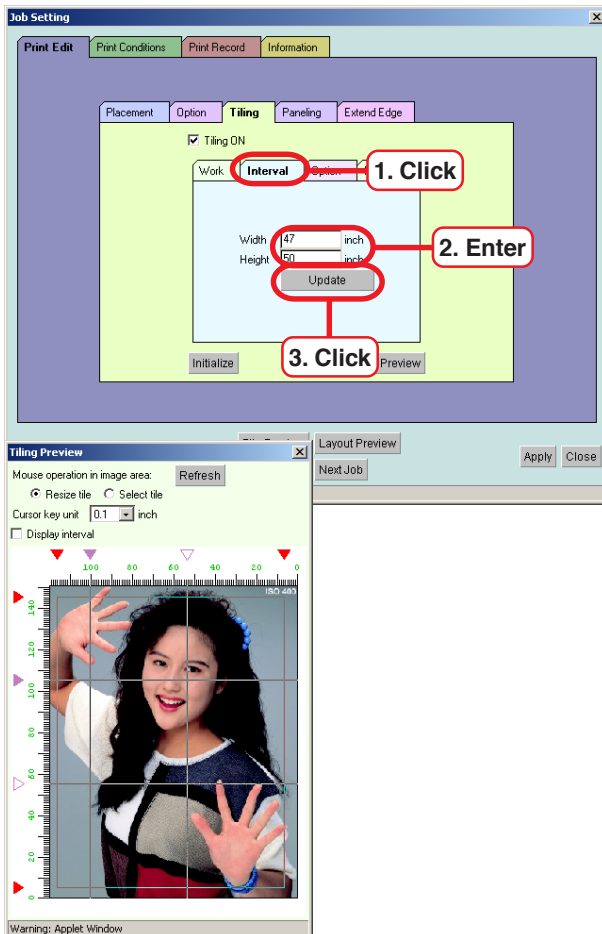 Job Setting
Print Edit Print Conditions Print Record Information
Placement Option Tiling Paneling Extend Edge
Tiling ON
Work Interval Option
1. Click
Width 47 inch
Height 50 inch
2. Enter
Update
3. Click
Initialize Preview
Layout Preview
Next Job
Apply Close
Tiling Preview
Mouse operation in image area: Refresh
Resize tile Select tile
Cursor key unit 0.1 inch
Display interval
100 80 60 40 20 0
ISO 400
140
120
100
80
60
40
20
0
Warning: Applet Window